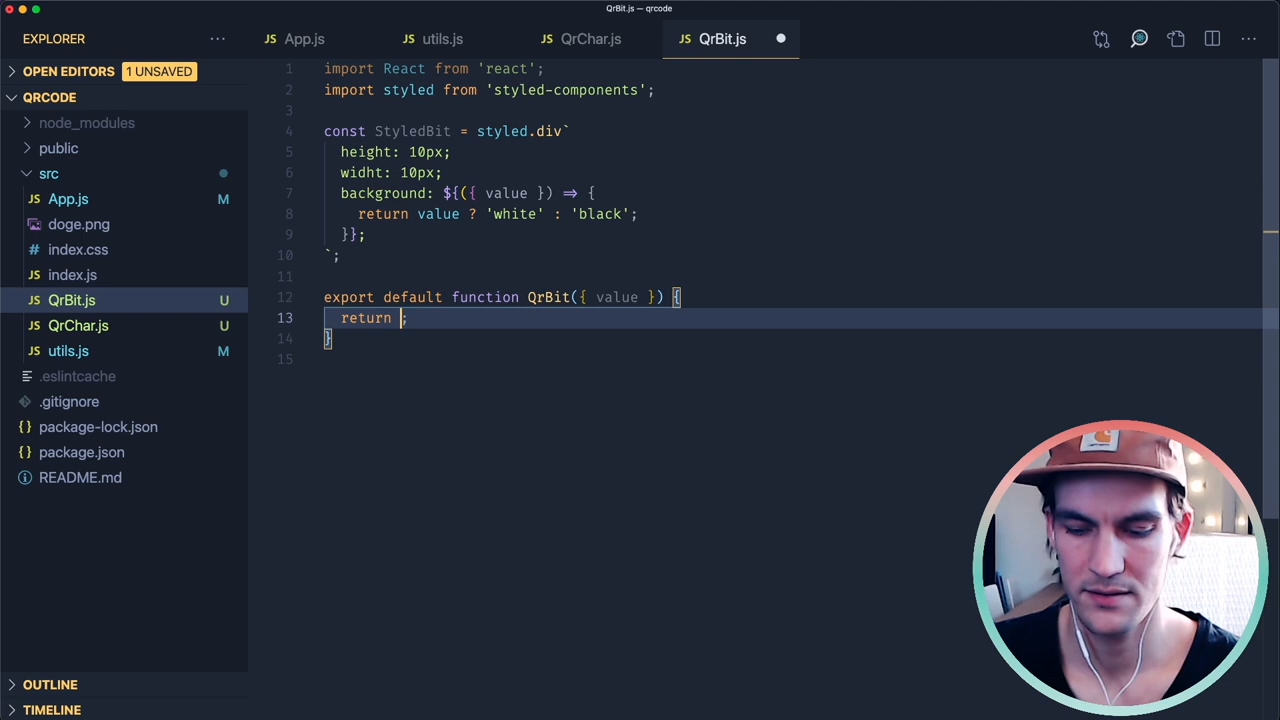 QrBit.js — qrcode
EXPLORER
JS App.js
JS utils.js
JS QrChar.js
JS QrBit.js
OPEN EDITORS 1 UNSAVED
QRCODE
node_modules
public
src
JS App.js M
doge.png
# index.css
JS index.js
JS QrBit.js U
JS QrChar.js U
JS utils.js M
.eslintcache
.gitignore
{} package-lock.json
{} package.json
README.md
OUTLINE
TIMELINE
1 import React from 'react';
2 import styled from 'styled-components';
3
4 const StyledBit = styled.div`
5 height: 10px;
6 widht: 10px;
7 background: ${({ value }) => {
8 return value ? 'white' : 'black';
9 }};
10 `;
11
12 export default function QrBit({ value }) {
13 return ;
14 }
15